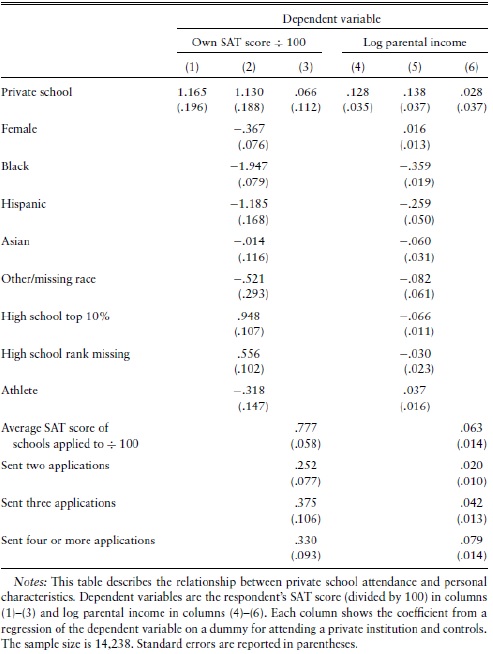 Dependent variable
Own SAT score ÷ 100 Log parental income
(1) (2) (3) (4) (5) (6)
Private school 1.165 1.130 .066 .128 .138 .028
(.196) (.188) (.112) (.035) (.037) (.037)
Female −.367 .016
(.076) (.013)
Black −1.947 −.359
(.079) (.019)
Hispanic −1.185 −.259
(.168) (.050)
Asian −.014 −.060
(.116) (.031)
Other/missing race −.521 −.082
(.293) (.061)
High school top 10% .948 −.066
(.107) (.011)
High school rank missing .556 −.030
(.102) (.023)
Athlete −.318 .037
(.147) (.016)
Average SAT score of .777 .063
schools applied to ÷ 100 (.058) (.014)
Sent two applications .252 .020
(.077) (.010)
Sent three applications .375 .042
(.106) (.013)
Sent four or more applications .330 .079
(.093) (.014)
Notes: This table describes the relationship between private school attendance and personal
characteristics. Dependent variables are the respondent's SAT score (divided by 100) in columns
(1)–(3) and log parental income in columns (4)–(6). Each column shows the coefficient from a
regression of the dependent variable on a dummy for attending a private institution and controls.
The sample size is 14,238. Standard errors are reported in parentheses.